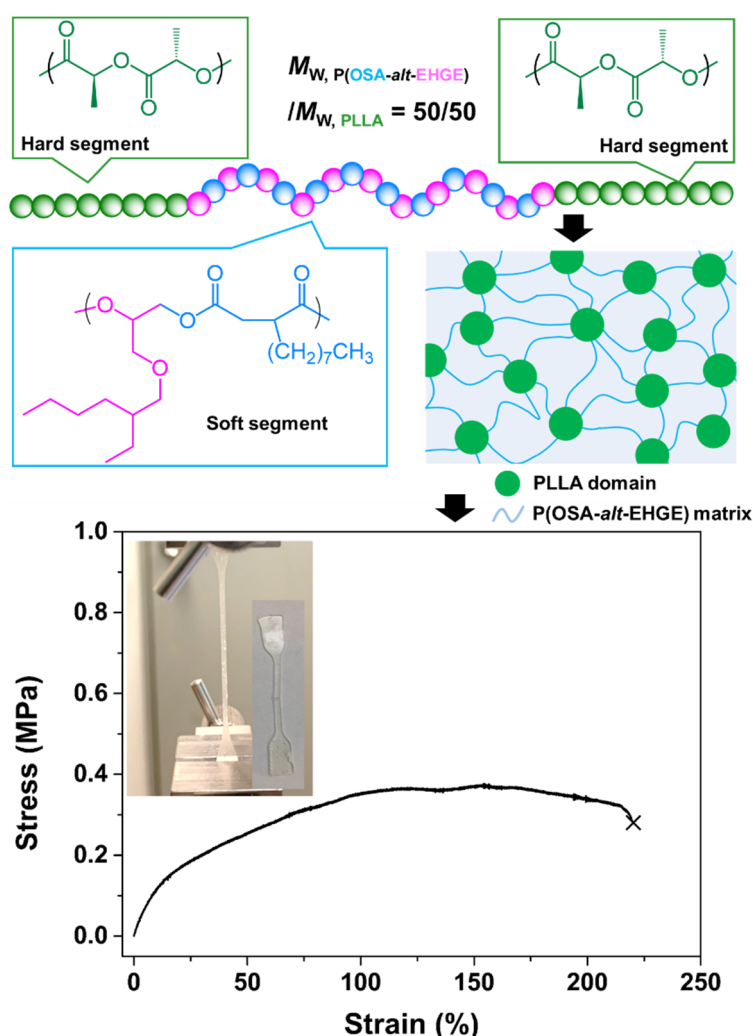 O
O
O
O
Hard segment
M W, P(OSA-alt-EHGE)
/M W, PLLA = 50/50
O
O
O
O
Hard segment
O
O
O
O
(CH2)7CH3
O
Soft segment
PLLA domain
P(OSA-alt-EHGE) matrix
1.0
0.8
0.6
0.4
0.2
0.0
Stress (MPa)
0
50
100
150
200
250
Strain (%)